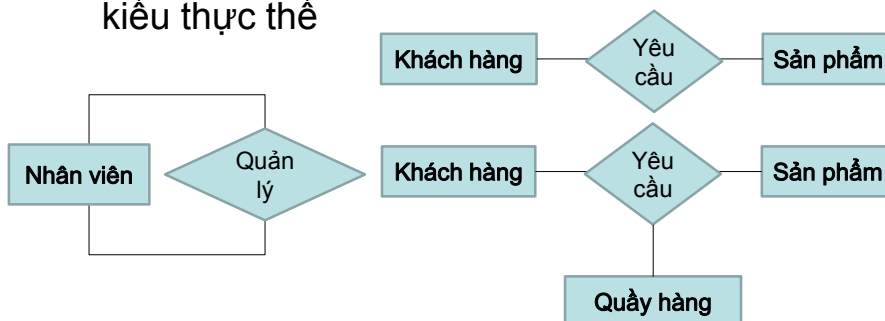 kiểu thực thể
Khách hàng
Yêu
cầu
Sản phẩm
Nhân viên
Quản
lý
Khách hàng
Yêu
cầu
Sản phẩm
Quầy hàng